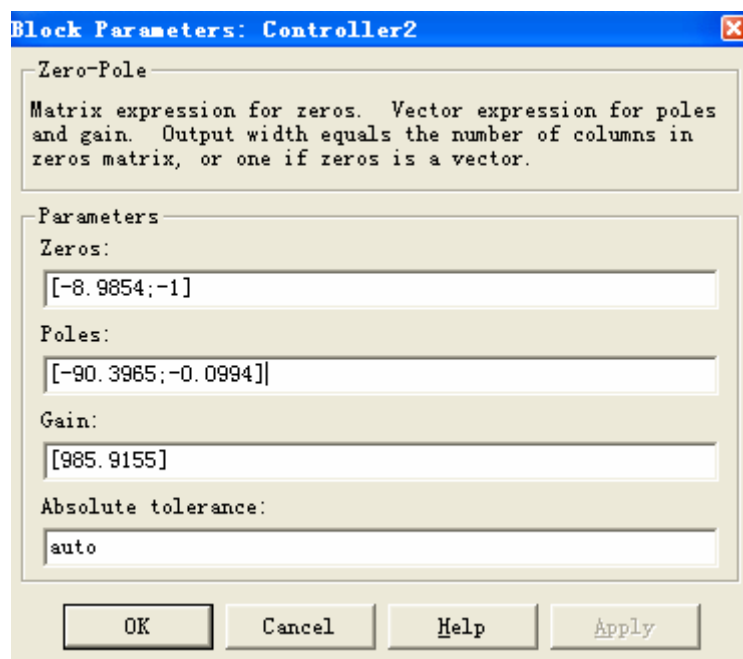 Block Parameters: Controller2
Zero-Pole
Matrix expression for zeros. Vector expression for poles
and gain. Output width equals the number of columns in
zeros matrix, or one if zeros is a vector.
Parameters
Zeros:
[-8.9854;-1]
Poles:
[-90.3965;-0.0994]
Gain:
[985.9155]
Absolute tolerance:
auto
OK Cancel Help Apply